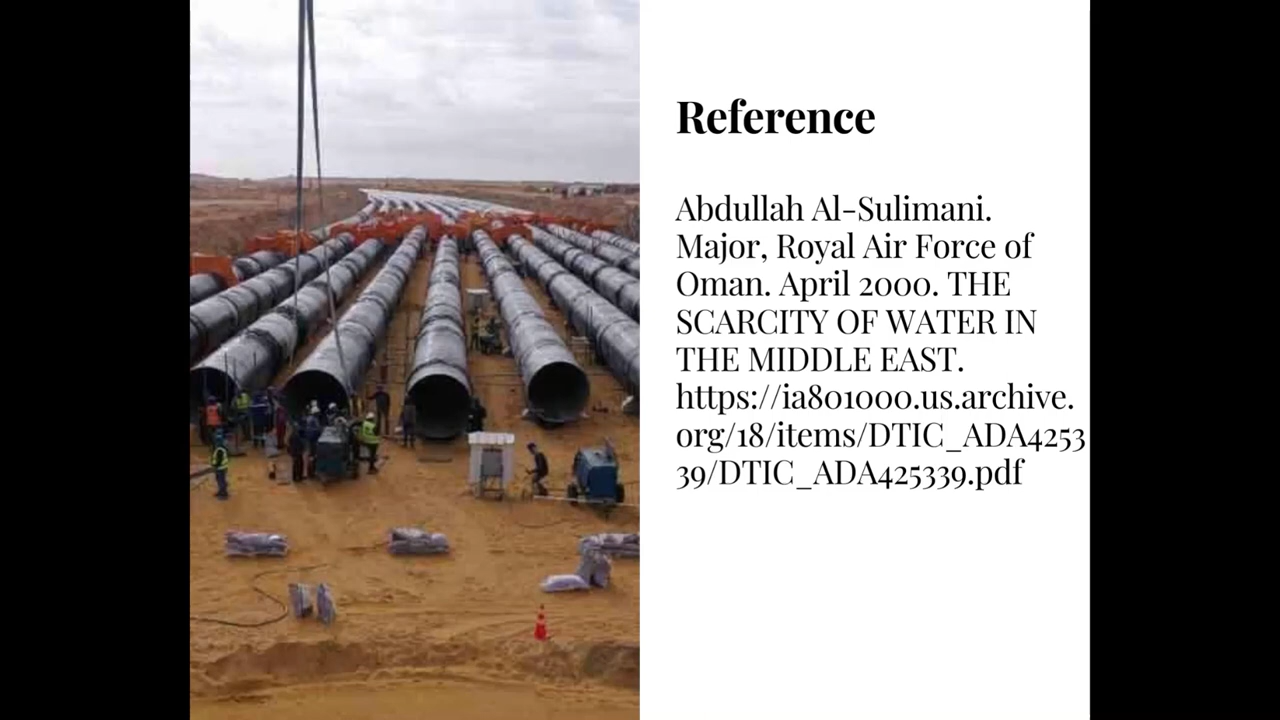 Reference
Abdullah Al-Sulimani.
Major, Royal Air Force of
Oman. April 2000. THE
SCARCITY OF WATER IN
THE MIDDLE EAST.
https://ia801000.us.archive.
org/18/items/DTIC_ADA4253
39/DTIC_ADA425339.pdf